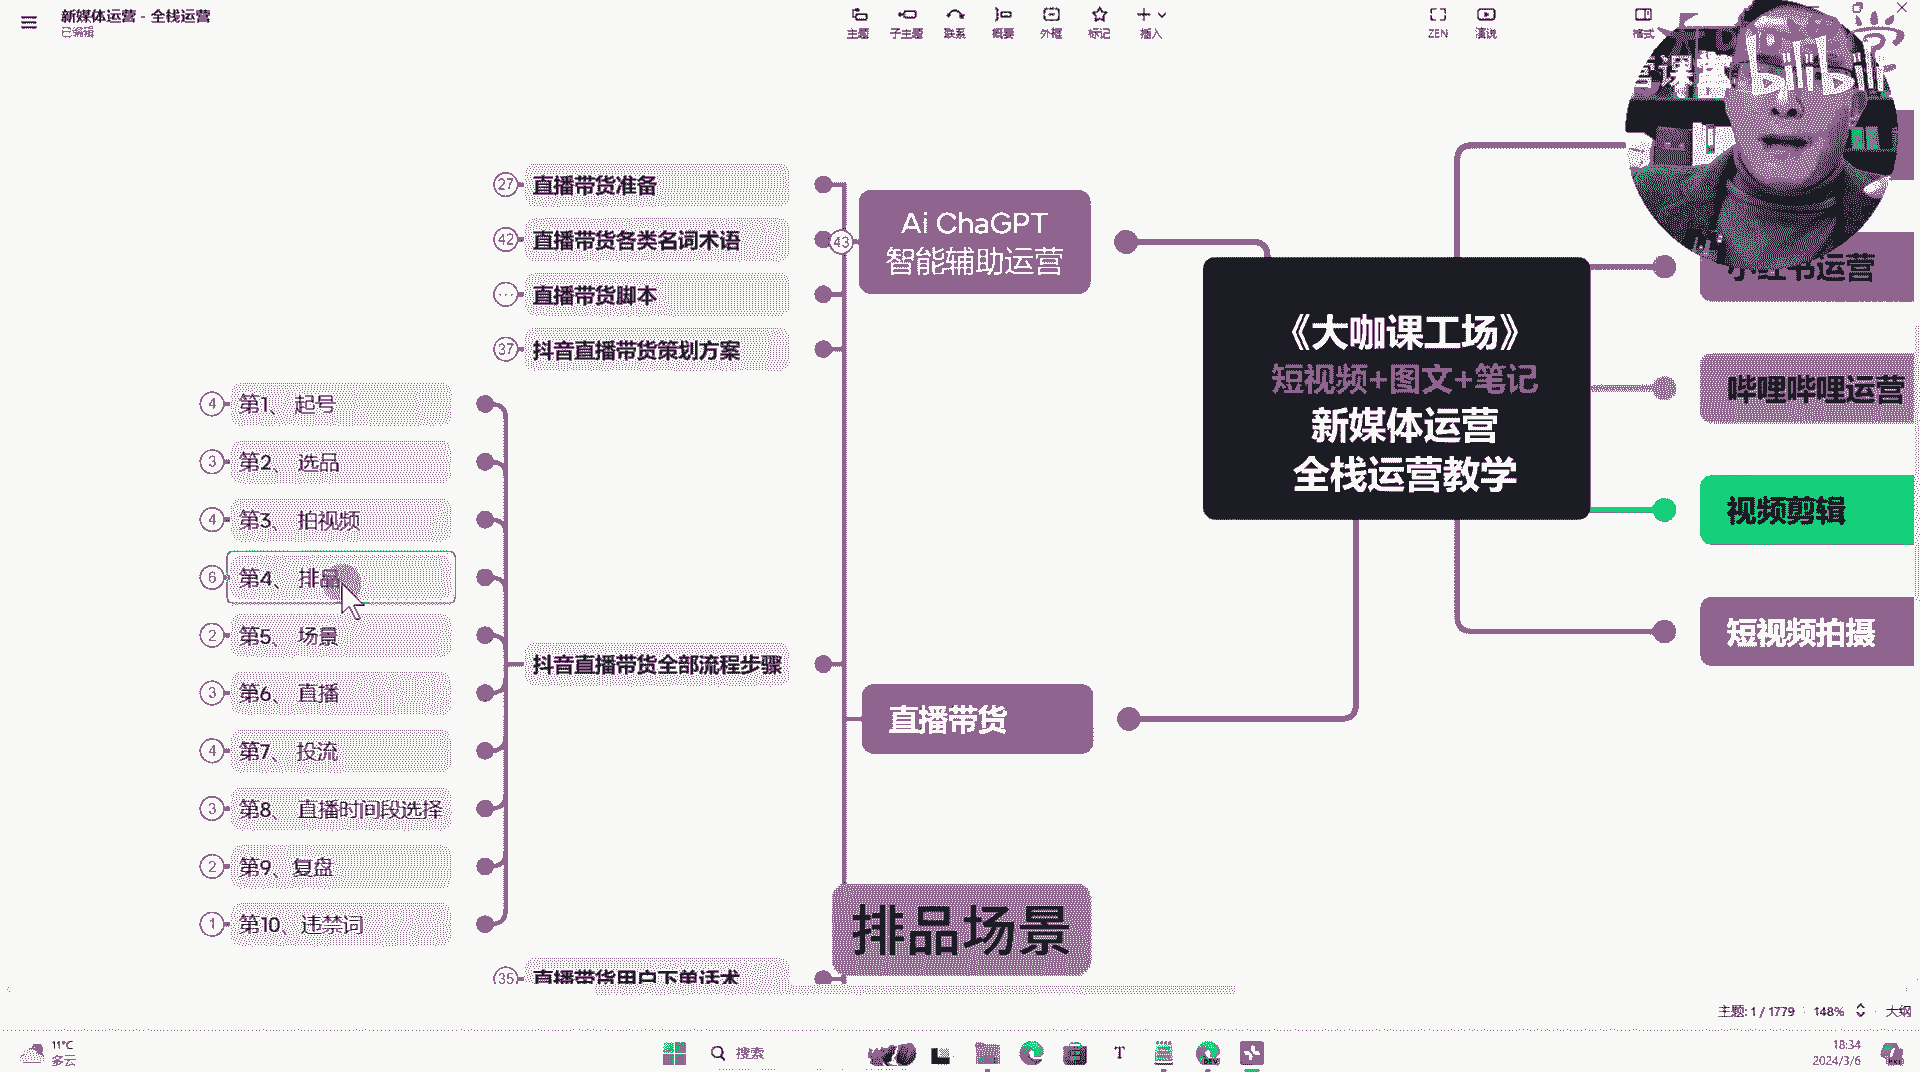 新媒体运营 - 全栈运营
已编辑
主题
子主题
联系
概要
外框
标记
插入
ZEN
演说
格式
营课堂
bilibili
27
直播带货准备
42
直播带货各类名词术语
···
直播带货脚本
37
抖音直播带货策划方案
43
Ai ChaGPT
智能辅助运营
《大咖课工场》
短视频+图文+笔记
新媒体运营
全栈运营教学
小红书运营
哔哩哔哩运营
视频剪辑
短视频拍摄
4
第1、 起号
3
第2、 选品
4
第3、 拍视频
6
第4、 排品
2
第5、 场景
3
第6、 直播
4
第7、 投流
3
第8、 直播时间段选择
2
第9、复盘
1
第10、违禁词
抖音直播带货全部流程步骤
直播带货
排品场景
35
直播带货用户下单话术
主题: 1 / 1779
148%
大纲
11°C
多云
搜索
18:34
2024/3/6